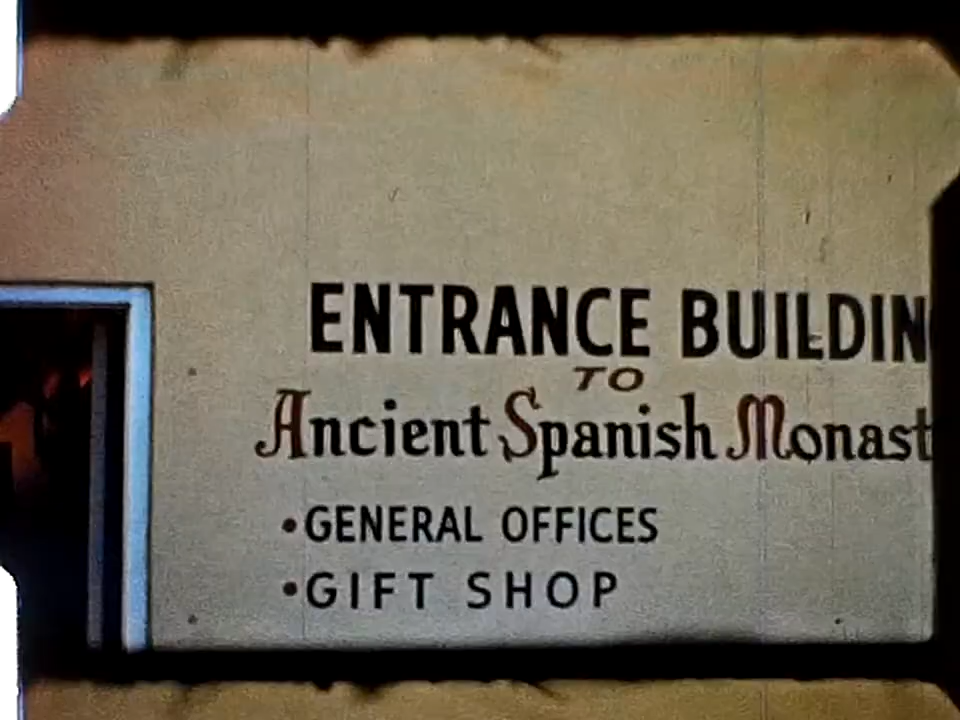 ENTRANCE BUILDIN
TO
Ancient Spanish Monast
•GENERAL OFFICES
•GIFT SHOP